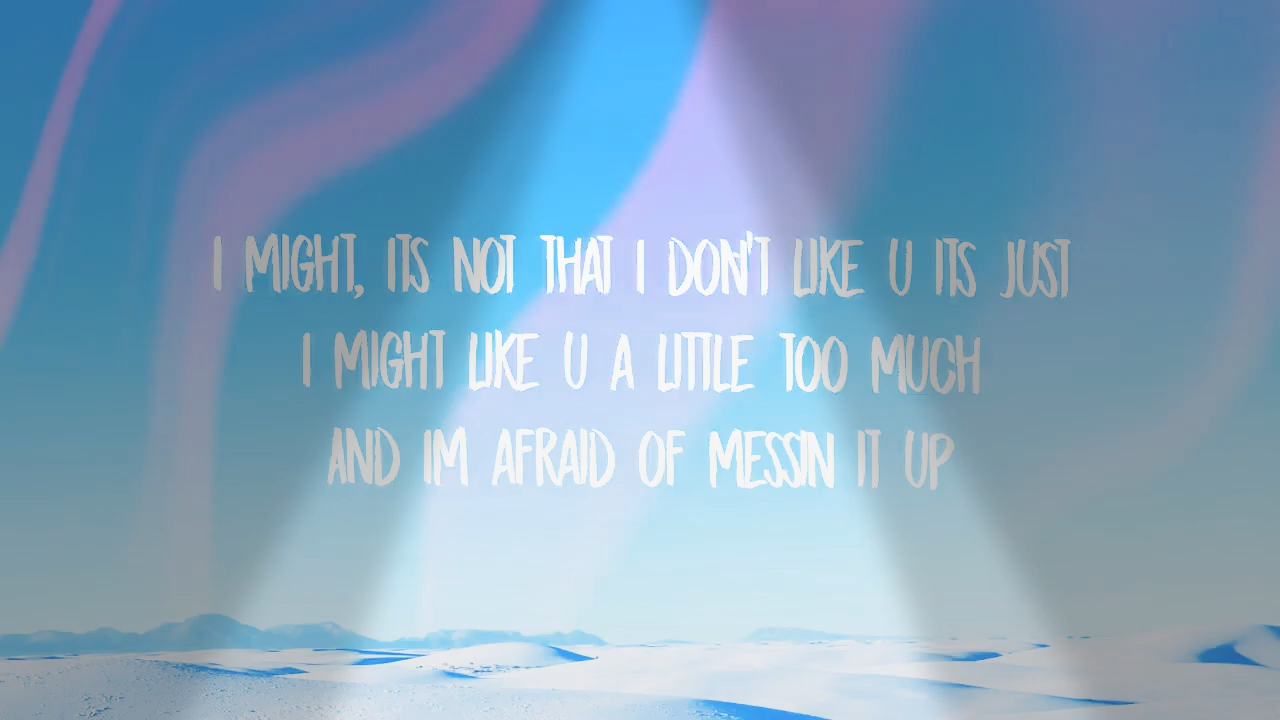 I MIGHT, ITS NOT THAT I DON'T LIKE U ITS JUST
I MIGHT LIKE U A LITTLE TOO MUCH
AND IM AFRAID OF MESSIN IT UP